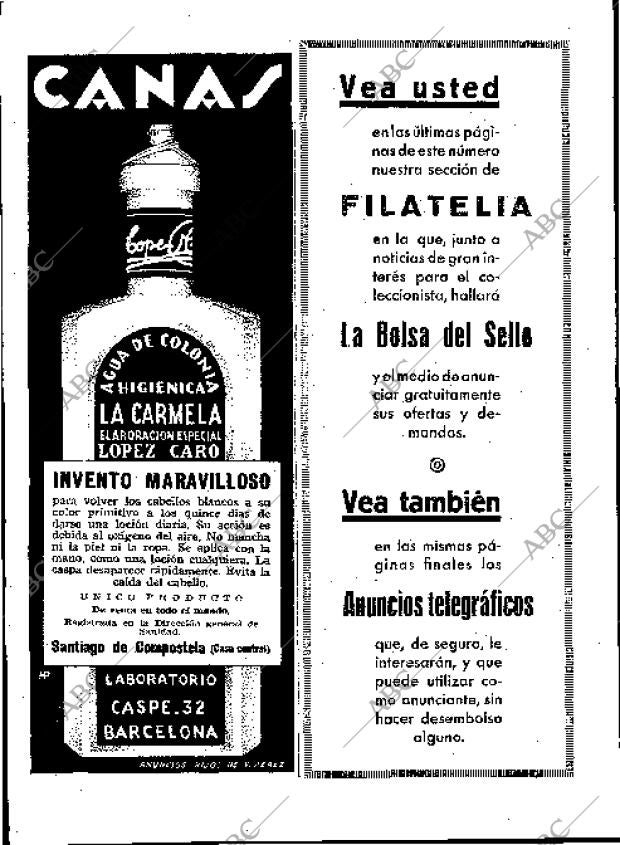 CANAS
Lopez Caro
AGUA DE COLONIA
HIGIÉNICA
LA CARMELA
ELABORACION ESPECIAL
LOPEZ CARO
INVENTO MARAVILLOSO
para volver los cabellos blancos a su
color primitivo a los quince días de
darse una loción diaria. Su acción es
debida al oxígeno del aire. No mancha
ni la piel ni la ropa. Se aplica con la
mano, como una loción cualquiera. La
caspa desaparece rápidamente. Evita la
caída del cabello.
UNICO PRODUCTO
De venta en todo el mundo.
Registrada en la Dirección general de
Sanidad.
Santiago de Compostela (Casa central)
HP
LABORATORIO
CASPE.32
BARCELONA
ANUNCIOS HIJOS DE V. PEREZ
Vea usted
en las últimas pági-
nas de este número
nuestra sección de
FILATELIA
en la que, junto a
noticias de gran in-
terés para el co-
leccionista, hallará
La Bolsa del Sello
y el medio de anun-
ciar gratuitamente
sus ofertas y de-
mandas.
Vea también
en las mismas pá-
ginas finales los
Anuncios telegráficos
que, de seguro, le
interesarán, y que
puede utilizar co-
mo anunciante, sin
hacer desembolso
alguno.